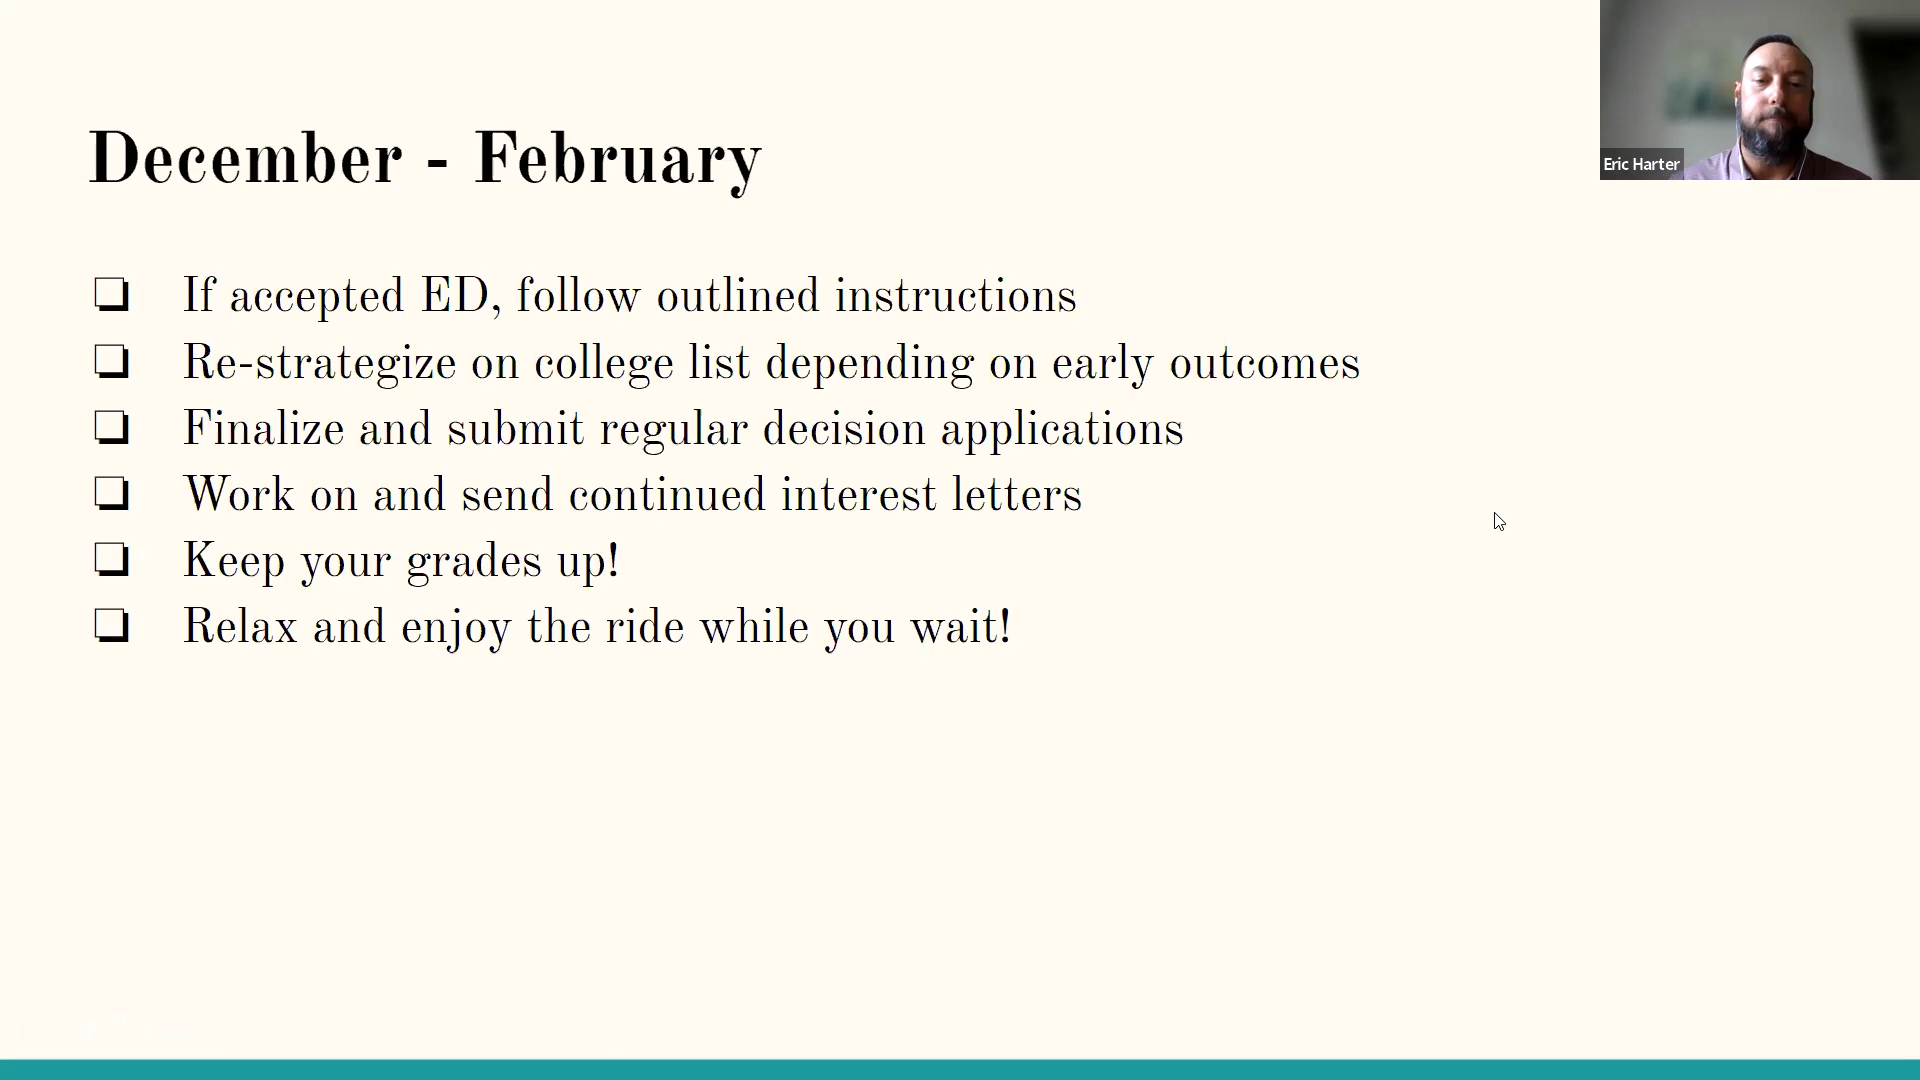 December - February
❏ If accepted ED, follow outlined instructions
❏ Re-strategize on college list depending on early outcomes
❏ Finalize and submit regular decision applications
❏ Work on and send continued interest letters
❏ Keep your grades up!
❏ Relax and enjoy the ride while you wait!
Eric Harter